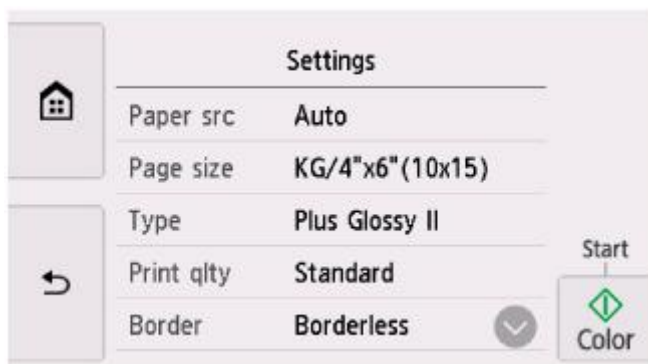 Settings
Paper src Auto
Page size KG/4"x6"(10x15)
Type Plus Glossy II
Print qlty Standard
Border Borderless
Start
Color